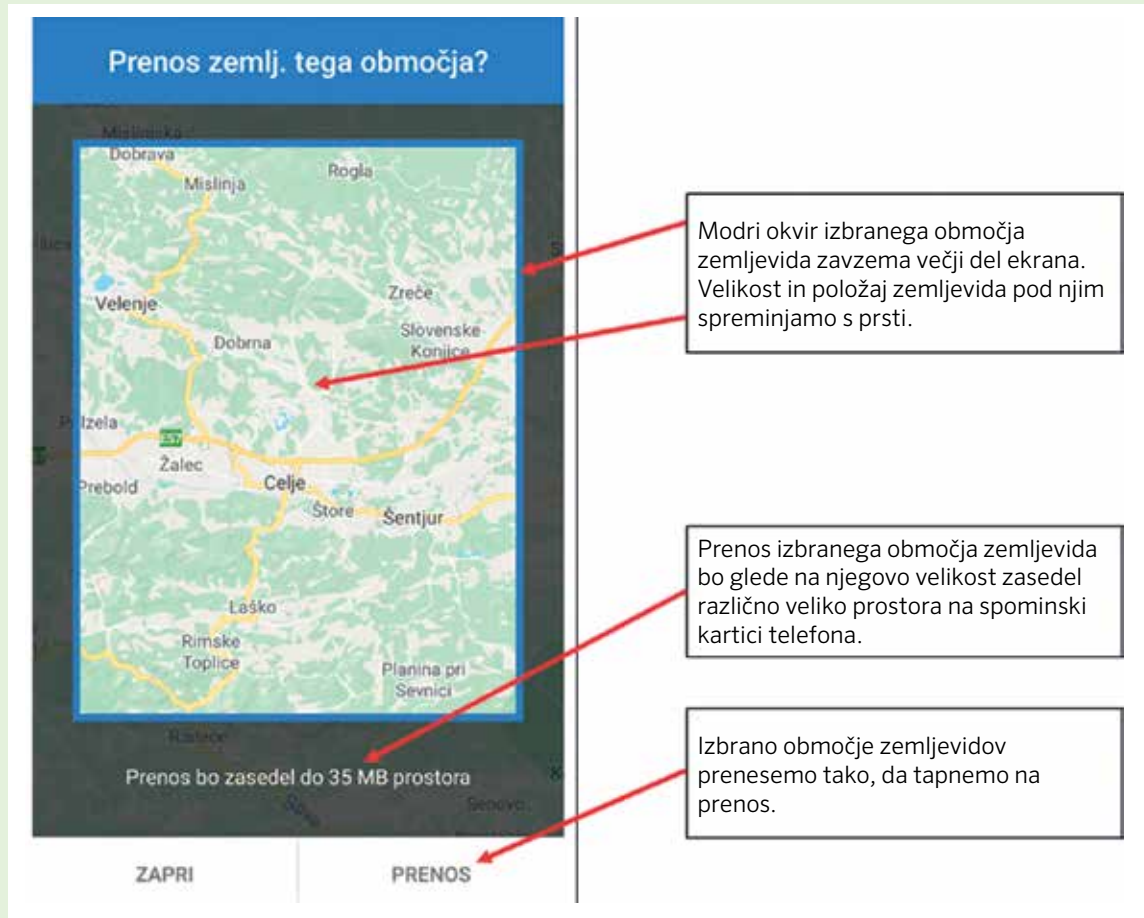 Prenos zemlj. tega območja?
Mislinjska
Dobrava
Mislinja
Rogla
Velenje
Zreče
Dobrna
Slovenske
Konjice
E57
Žalec
Prebold
Celje
Štore
Šentjur
Laško
Rimske
Toplice
Planina pri
Sevnici
Radeče
Prenos bo zasedel do 35 MB prostora
Senovo
Sava
ZAPRI
PRENOS
Modri okvir izbranega območja
zemljevida zavzema večji del ekrana.
Velikost in položaj zemljevida pod njim
spreminjamo s prsti.
Prenos izbranega območja zemljevida
bo glede na njegovo velikost zasedel
različno veliko prostora na spominski
kartici telefona.
Izbrano območje zemljevidov
prenesemo tako, da tapnemo na
prenos.